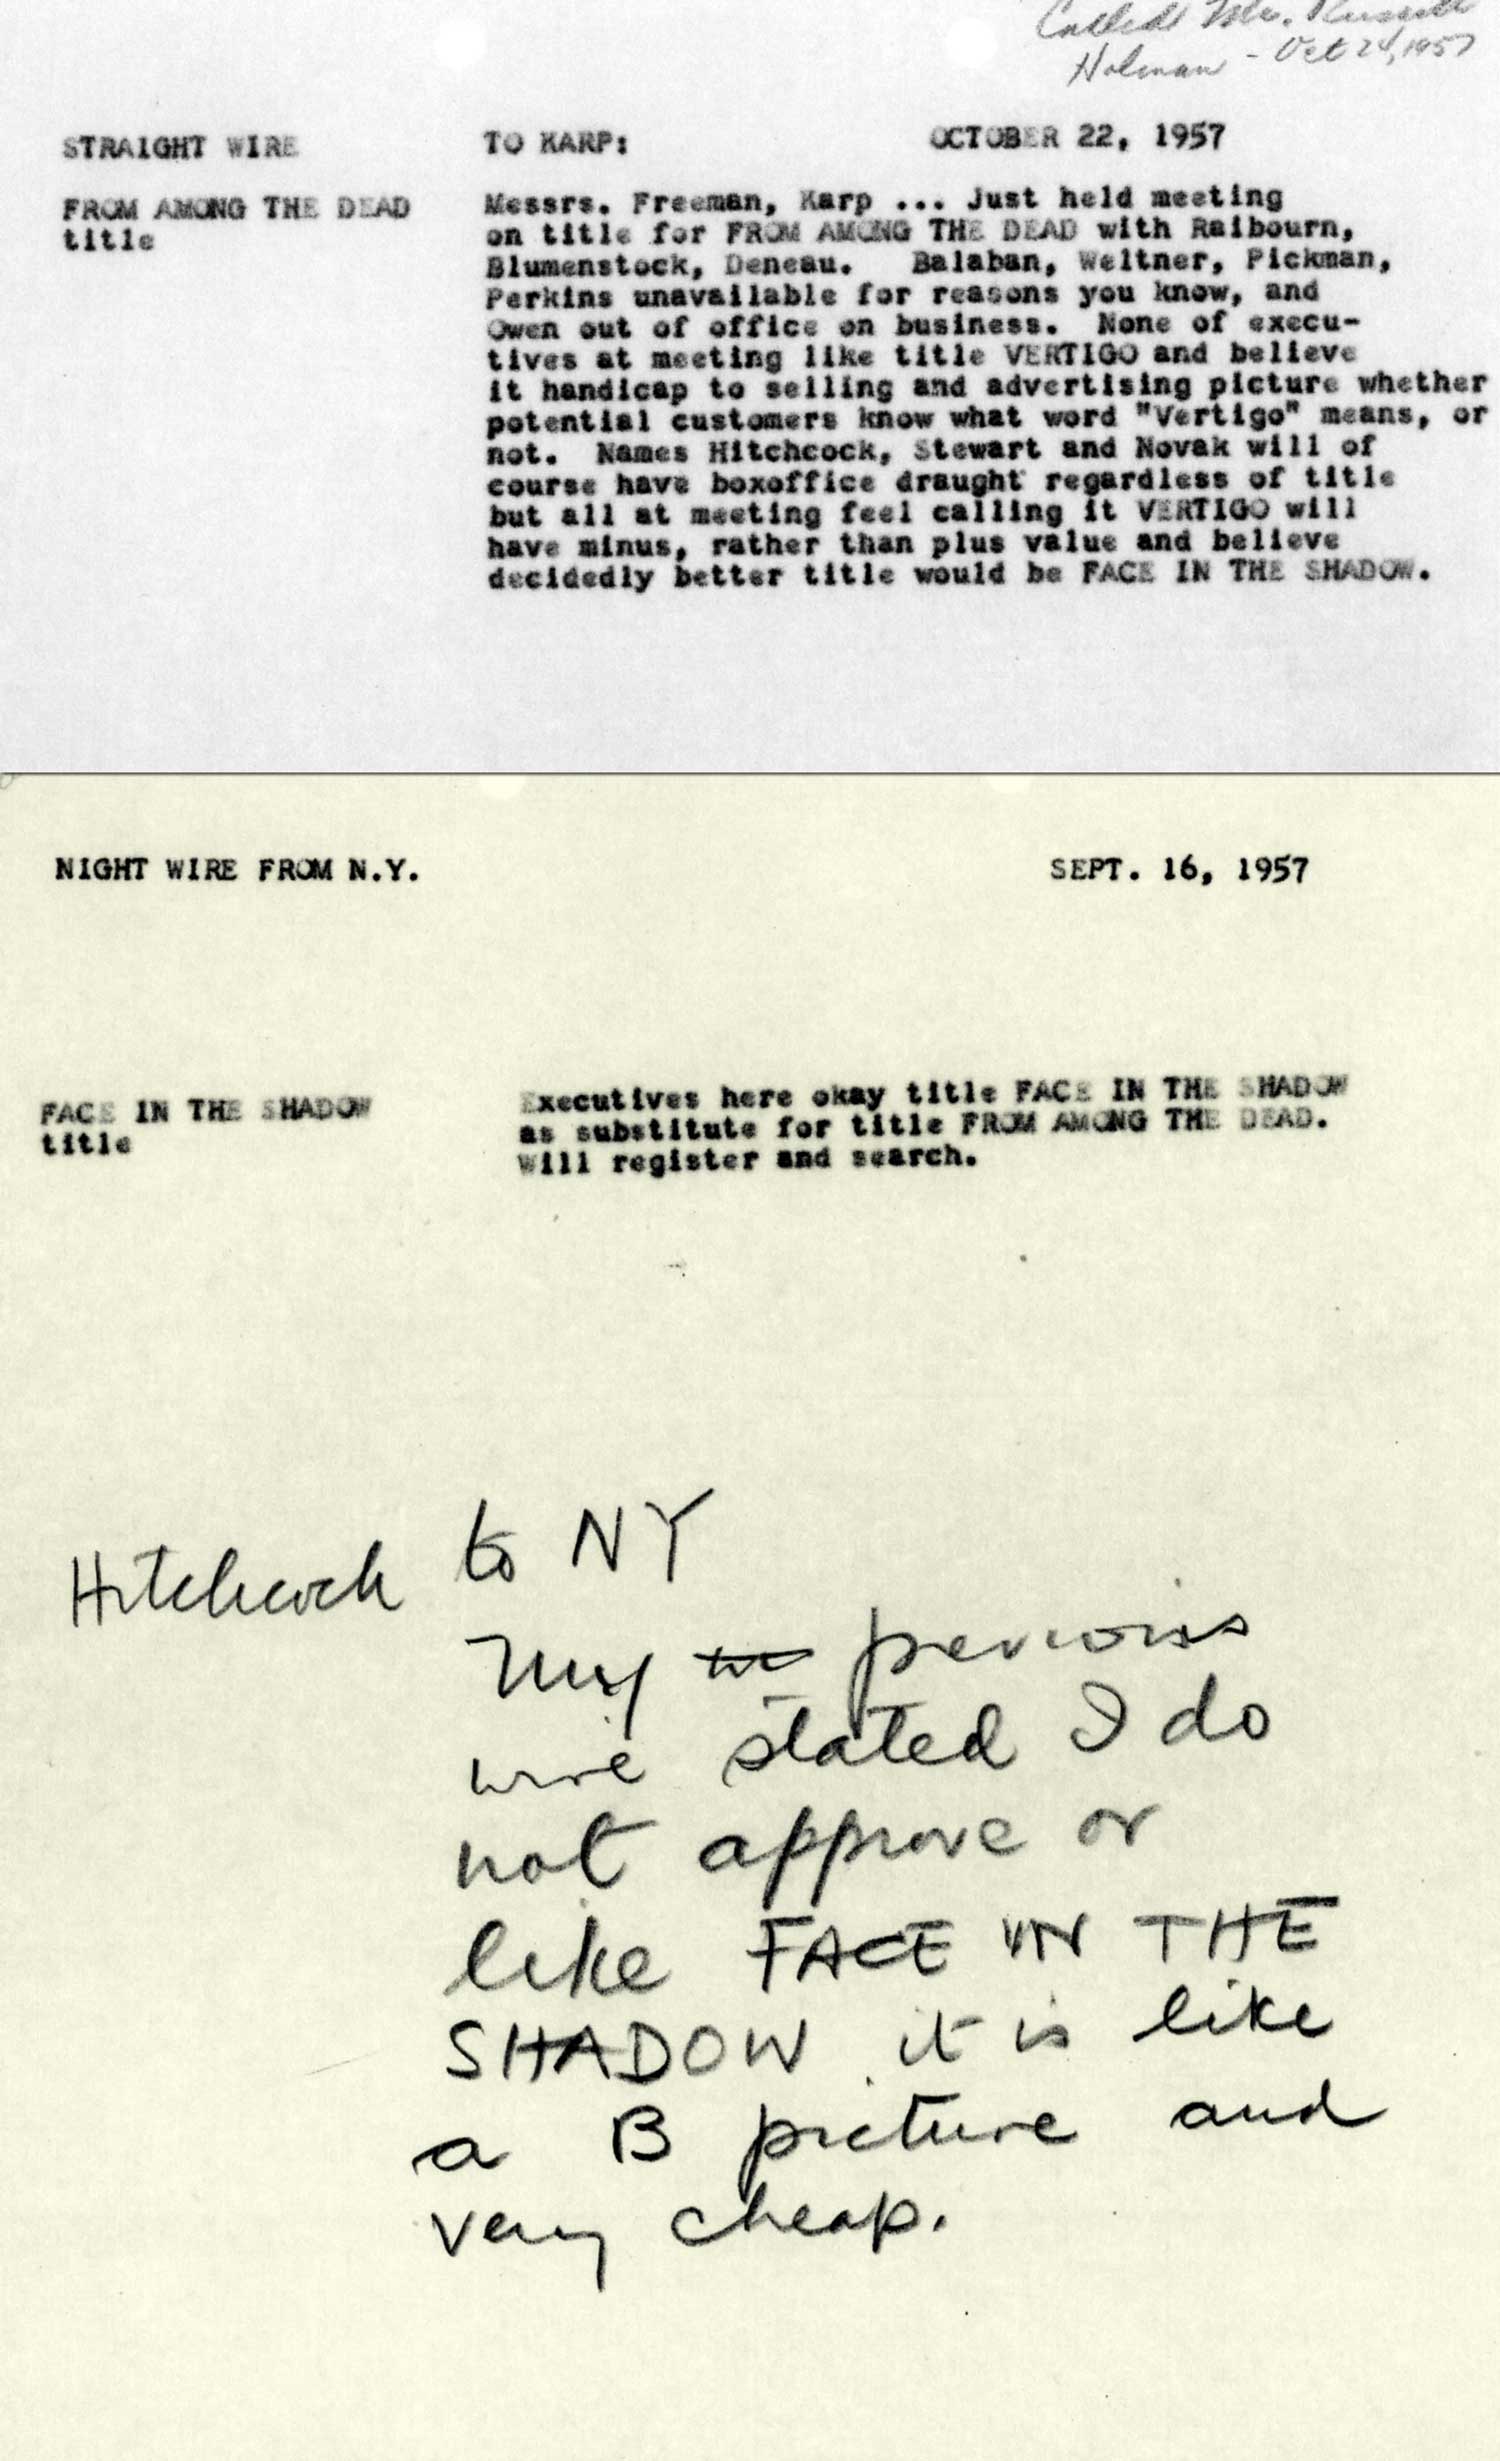 Called Mr. Russell
Holman - Oct 24, 1957
STRAIGHT WIRE
TO KARP:
OCTOBER 22, 1957
FROM AMONG THE DEAD
title
Messrs. Freeman, Karp ... Just held meeting
on title for FROM AMONG THE DEAD with Raibourn,
Blumenstock, Deneau. Balaban, Weltner, Pickman,
Perkins unavailable for reasons you know, and
Owen out of office on business. None of execu-
tives at meeting like title VERTIGO and believe
it handicap to selling and advertising picture whether
potential customers know what word "Vertigo" means, or
not. Names Hitchcock, Stewart and Novak will of
course have boxoffice draught regardless of title
but all at meeting feel calling it VERTIGO will
have minus, rather than plus value and believe
decidedly better title would be FACE IN THE SHADOW.
NIGHT WIRE FROM N.Y.
SEPT. 16, 1957
FACE IN THE SHADOW
title
Executives here okay title FACE IN THE SHADOW
as substitute for title FROM AMONG THE DEAD.
Will register and search.
Hitchcock to NY
My previous
wire stated I do
not approve or
like FACE IN THE
SHADOW it is like
a B picture and
very cheap.